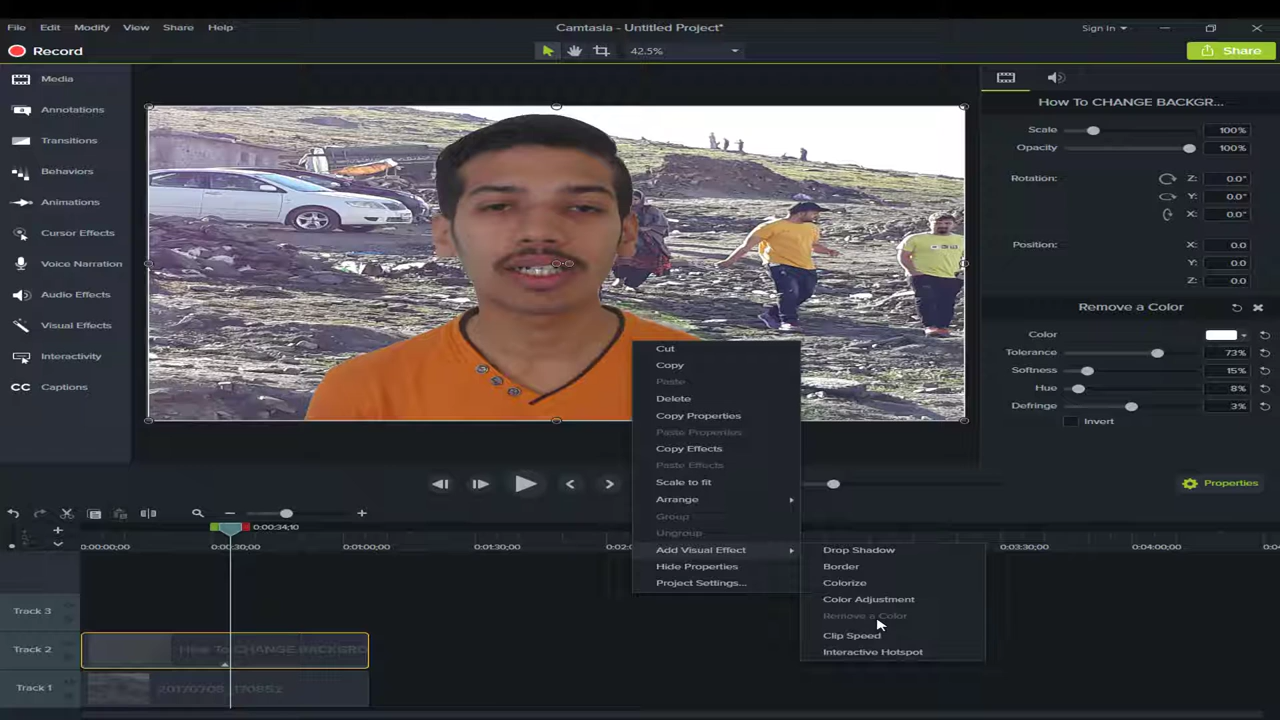 File Edit Modify View Share Help
Camtasia - Untitled Project*
Sign In
Record
42.5%
Share
Media
Annotations
Transitions
Behaviors
Animations
Cursor Effects
Voice Narration
Audio Effects
Visual Effects
Interactivity
CC Captions
How To CHANGE BACKGR...
Scale 100%
Opacity 100%
Rotation: Z: 0.0°
Y: 0.0°
X: 0.0°
Position: X: 0.0
Y: 0.0
Z: 0.0
Remove a Color
Color
Tolerance 73%
Softness 15%
Hue 8%
Defringe 3%
Invert
Properties
Cut
Copy
Paste
Delete
Copy Properties
Paste Properties
Copy Effects
Paste Effects
Scale to fit
Arrange
Group
Ungroup
Add Visual Effect
Hide Properties
Project Settings...
Drop Shadow
Border
Colorize
Color Adjustment
Remove a Color
Clip Speed
Interactive Hotspot
0:00:34;10
0:00:00;00 0:00:30;00 0:01:00;00 0:01:30;00 0:03:30;00 0:04:00;00
Track 3
Track 2 How To CHANGE BACKGRO
Track 1 20170708_170852